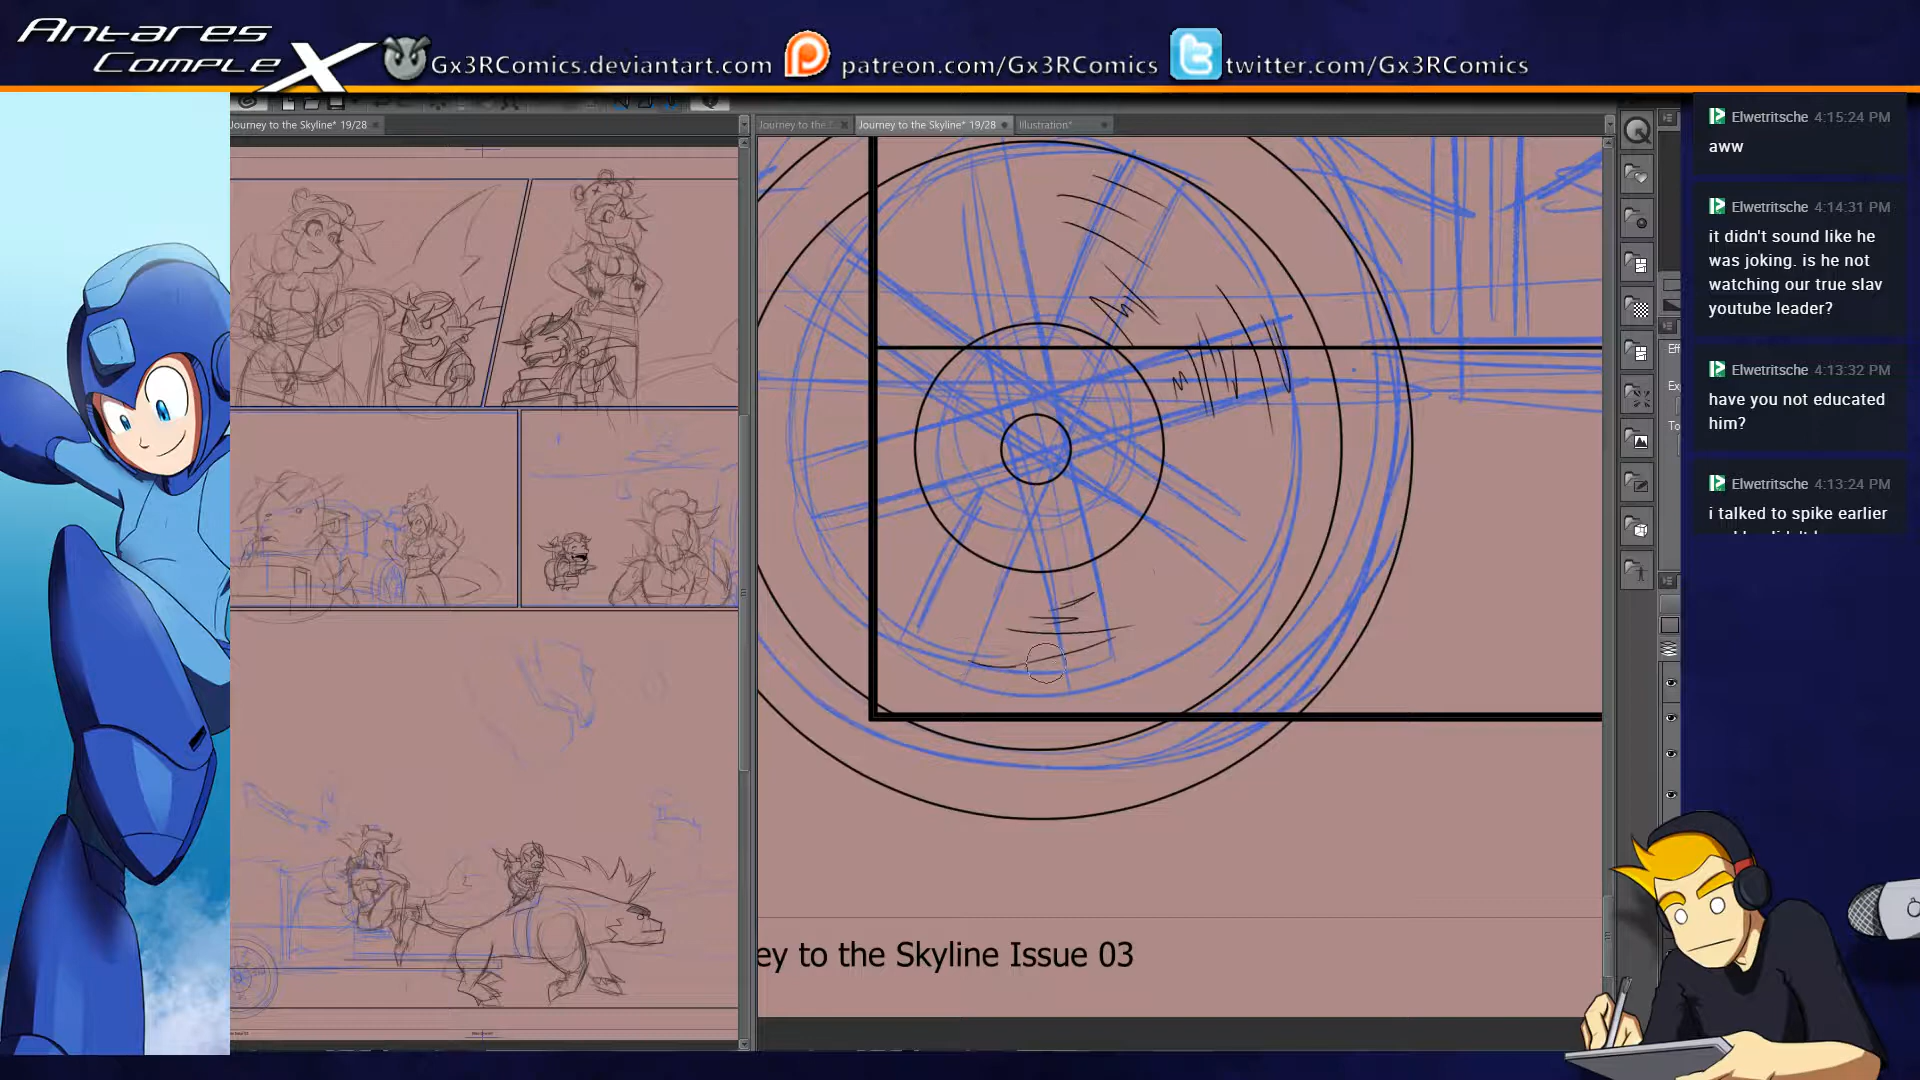 Antares
Complex
Gx3RComics.deviantart.com
patreon.com/Gx3RComics
twitter.com/Gx3RComics
Journey to the Skyline* 19/28
Journey to the
Journey to the Skyline* 19/28
Illustration*
Elwetritsche 4:15:24 PM
aww
Elwetritsche 4:14:31 PM
it didn't sound like he
was joking. is he not
watching our true slav
youtube leader?
Elwetritsche 4:13:32 PM
have you not educated
him?
Elwetritsche 4:13:24 PM
i talked to spike earlier
ey to the Skyline Issue 03